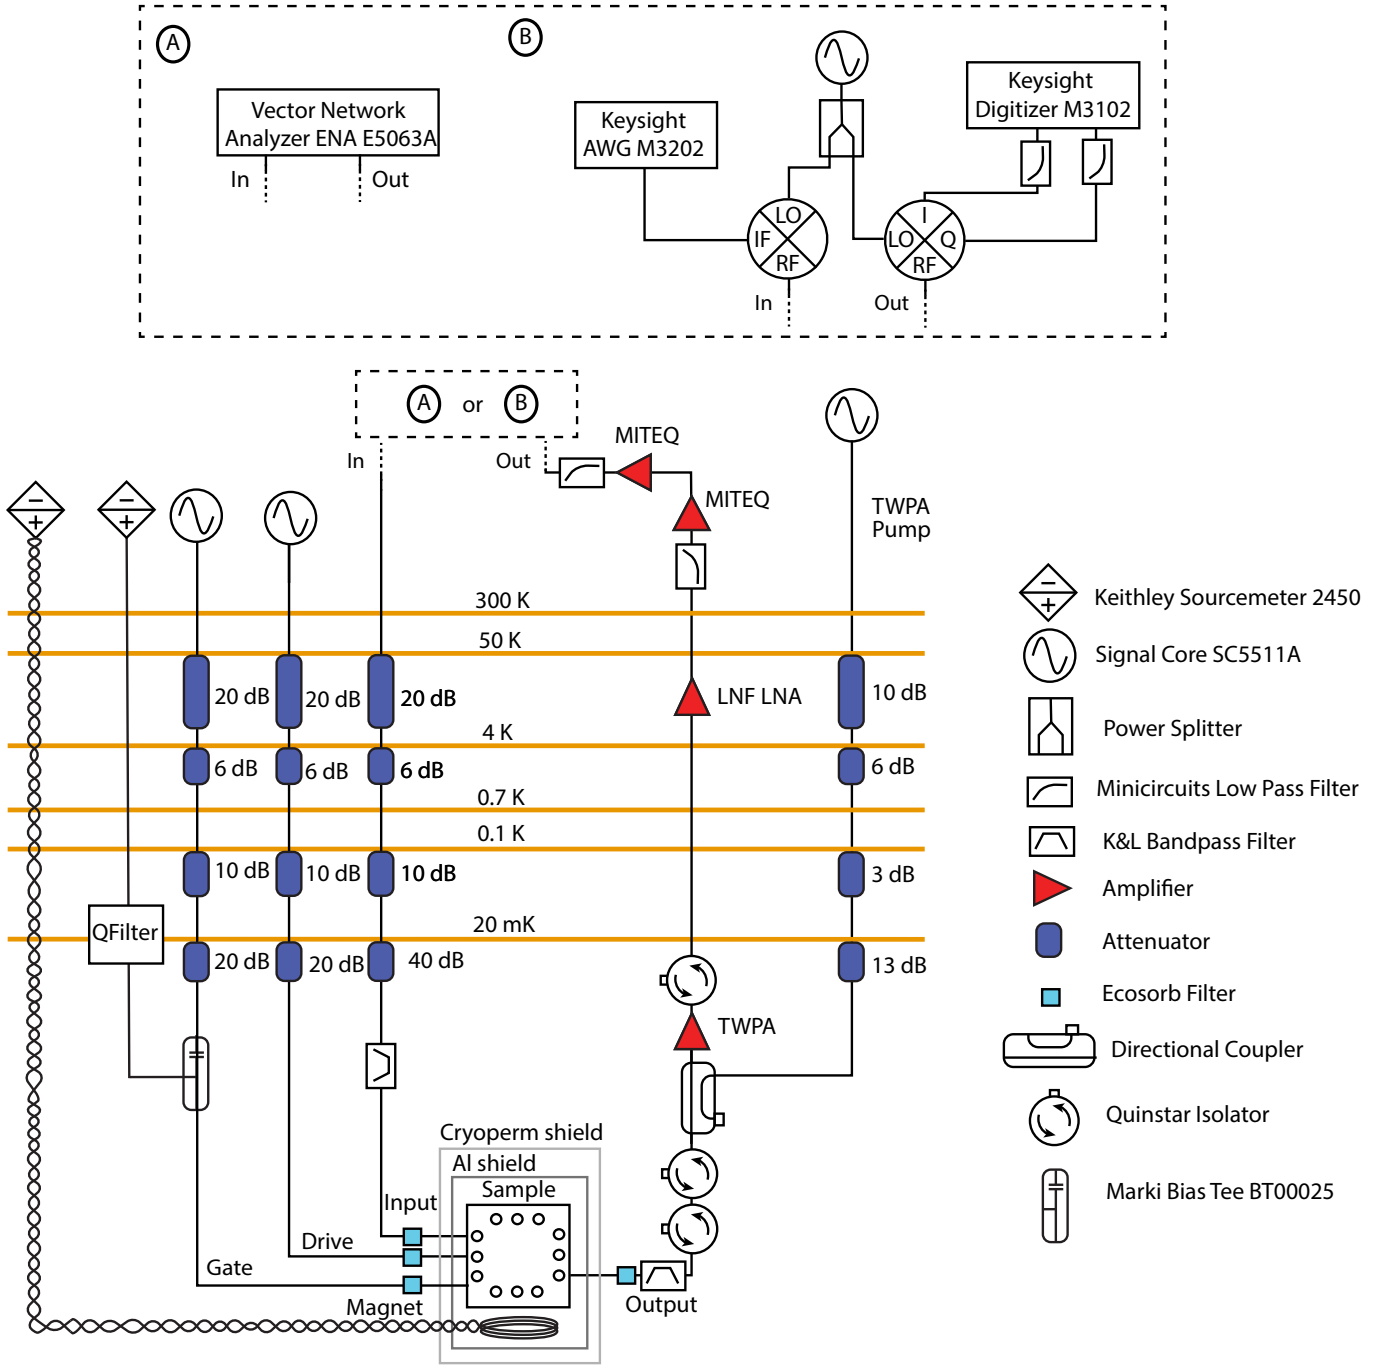 A
B
Vector Network
Analyzer ENA E5063A
In
Out
Keysight
AWG M3202
Keysight
Digitizer M3102
LO
IF
RF
I
LO
Q
RF
In
Out
A or B
In
Out
MITEQ
MITEQ
TWPA
Pump
300 K
50 K
20 dB
20 dB
20 dB
LNF LNA
10 dB
4 K
6 dB
6 dB
6 dB
6 dB
0.7 K
0.1 K
10 dB
10 dB
10 dB
3 dB
20 mK
QFilter
20 dB
20 dB
40 dB
13 dB
TWPA
Cryoperm shield
Al shield
Sample
Input
Drive
Gate
Magnet
Output
Keithley Sourcemeter 2450
Signal Core SC5511A
Power Splitter
Minicircuits Low Pass Filter
K&L Bandpass Filter
Amplifier
Attenuator
Ecosorb Filter
Directional Coupler
Quinstar Isolator
Marki Bias Tee BT00025